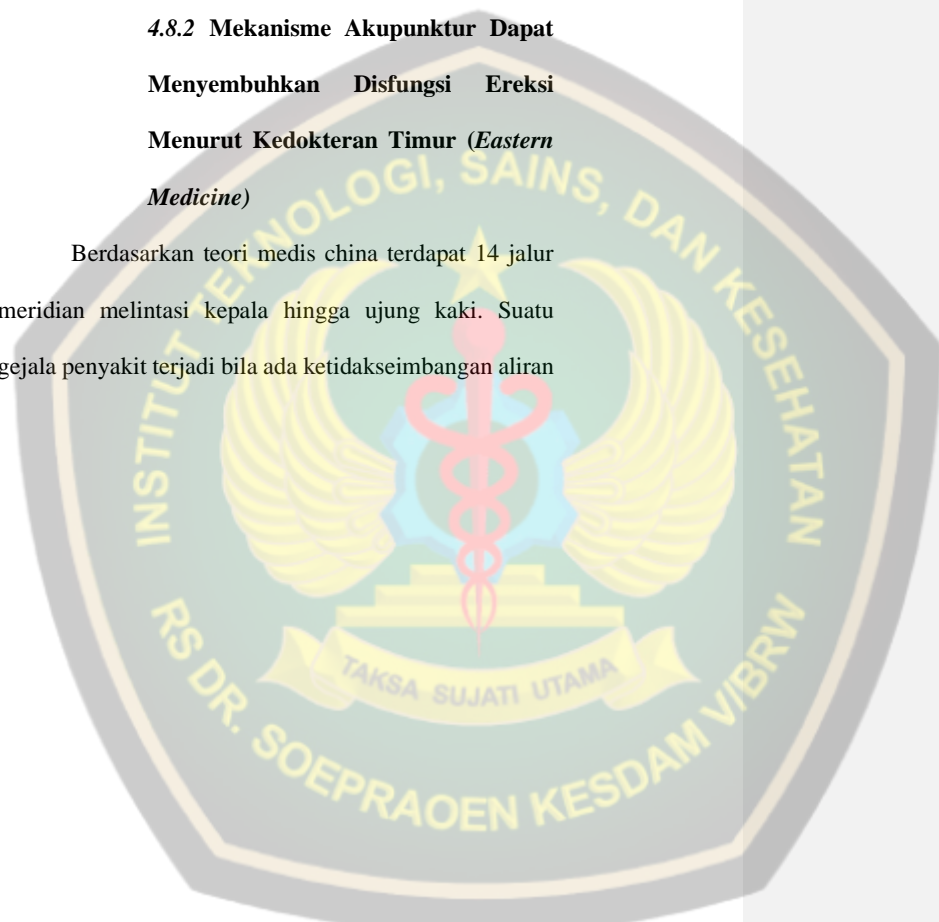 4.8.2 Mekanisme Akupunktur Dapat
Menyembuhkan Disfungsi Ereksi
Menurut Kedokteran Timur (Eastern
Medicine)
Berdasarkan teori medis china terdapat 14 jalur
meridian melintasi kepala hingga ujung kaki. Suatu
gejala penyakit terjadi bila ada ketidakseimbangan aliran
INSTITUT TEKNOLOGI, SAINS, DAN KESEHATAN
TAKSA SUJATI UTAMA
RS DR. SOEPRAOEN KESDAM V/BRW